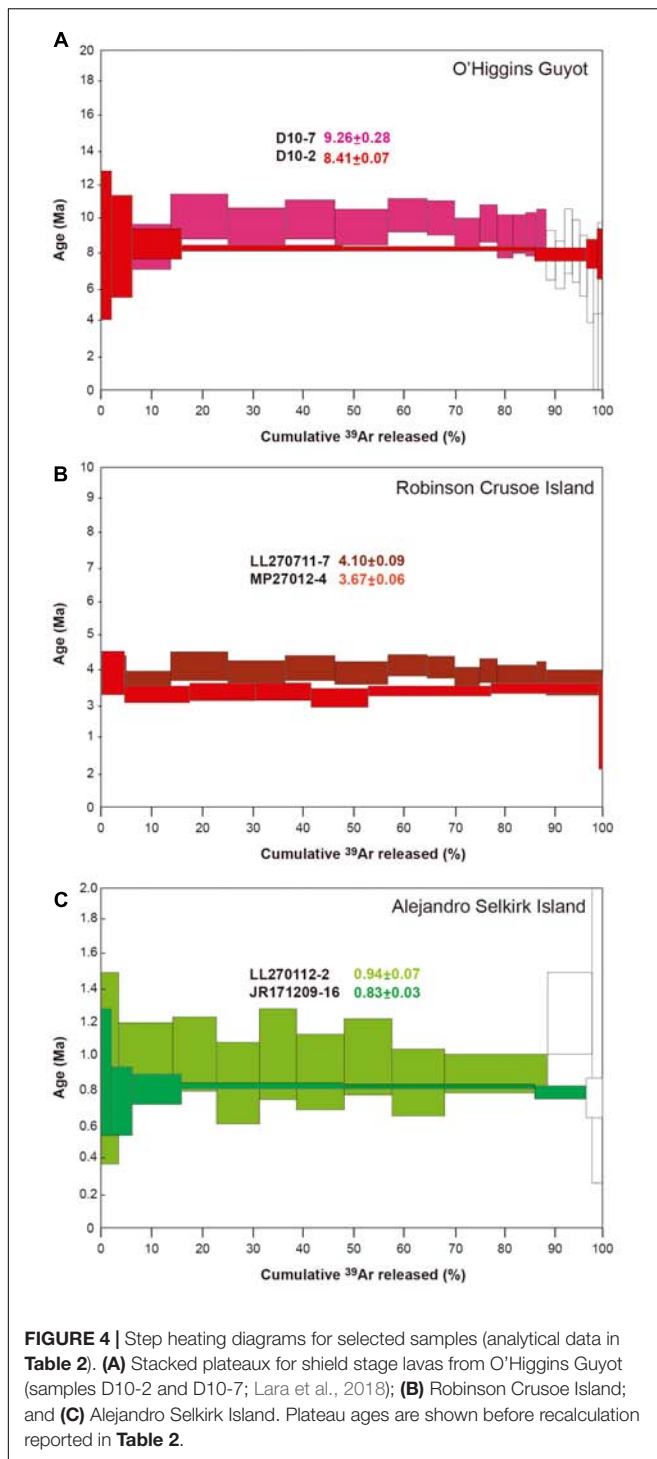 A
O'Higgins Guyot
20
18
16
14
12
10
8
6
4
2
0
Age (Ma)
D10-7 9.26±0.28
D10-2 8.41±0.07
0 10 20 30 40 50 60 70 80 90 100
Cumulative ³⁹Ar released (%)
B
Robinson Crusoe Island
10
9
8
7
6
5
4
3
1
2
0
Age (Ma)
LL270711-7 4.10±0.09
MP27012-4 3.67±0.06
0 10 20 30 40 50 60 70 80 90 100
Cumulative ³⁹Ar released (%)
C
Alejandro Selkirk Island
2.0
1.8
1.6
1.4
1.2
1.0
0.8
0.6
0.4
0.2
0
Age (Ma)
LL270112-2 0.94±0.07
JR171209-16 0.83±0.03
0 10 20 30 40 50 60 70 80 90 100
Cumulative ³⁹Ar released (%)
FIGURE 4 | Step heating diagrams for selected samples (analytical data in
Table 2). (A) Stacked plateaux for shield stage lavas from O'Higgins Guyot
(samples D10-2 and D10-7; Lara et al., 2018); (B) Robinson Crusoe Island;
and (C) Alejandro Selkirk Island. Plateau ages are shown before recalculation
reported in Table 2.